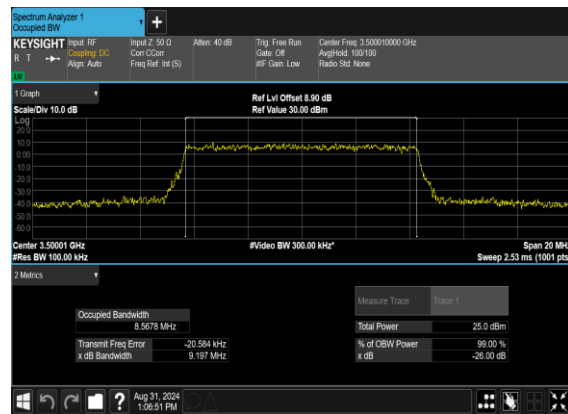 Spectrum Analyzer 1
Occupied BW
KEYSIGHT Input: RF Input Z: 50 Ω Atten: 40 dB Trig: Free Run Center Freq: 3.500010000 GHz
R T Coupling: DC Corr CCorr Gate: Off Avg|Hold: 100/100
Align: Auto Freq Ref: Int (S) #IF Gain: Low Radio Std: None
1 Graph
Ref Lvl Offset 8.90 dB
Scale/Div 10.0 dB Ref Value 30.00 dBm
Log
20.0
10.0
0.00
-10.0
-20.0
-30.0
-40.0
-50.0
-60.0
Center 3.50001 GHz #Video BW 300.00 kHz* Span 20 MHz
#Res BW 100.00 kHz Sweep 2.53 ms (1001 pts)
2 Metrics
Measure Trace Trace 1
Occupied Bandwidth
8.5678 MHz Total Power 25.0 dBm
Transmit Freq Error -20.584 kHz % of OBW Power 99.00 %
x dB Bandwidth 9.197 MHz x dB -26.00 dB
? Aug 31, 2024
1:06:51 PM